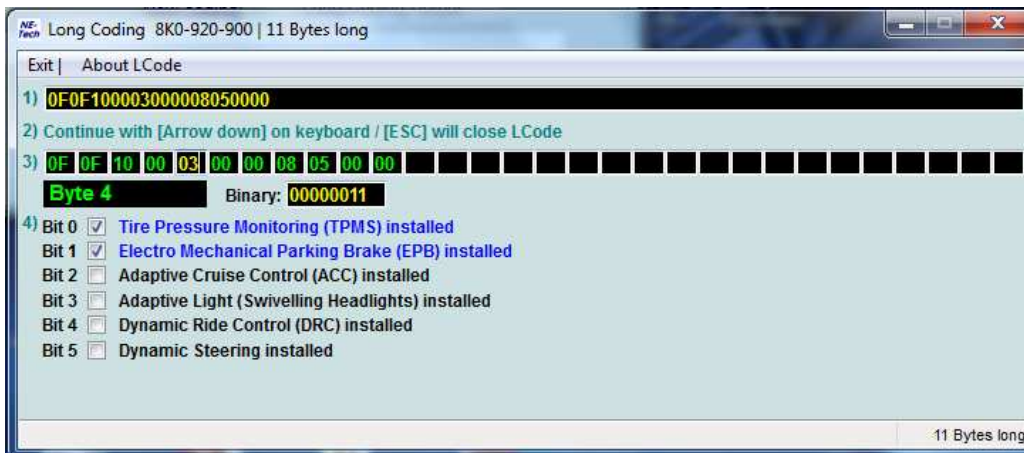 NE-Tech Long Coding 8K0-920-900 | 11 Bytes long
Exit | About LCode
1) 0F0F100003000008050000
2) Continue with [Arrow down] on keyboard / [ESC] will close LCode
3) 0F 0F 10 00 03 00 00 08 05 00 00
Byte 4 Binary: 00000011
4) Bit 0 Tire Pressure Monitoring (TPMS) installed
Bit 1 Electro Mechanical Parking Brake (EPB) installed
Bit 2 Adaptive Cruise Control (ACC) installed
Bit 3 Adaptive Light (Swivelling Headlights) installed
Bit 4 Dynamic Ride Control (DRC) installed
Bit 5 Dynamic Steering installed
11 Bytes long